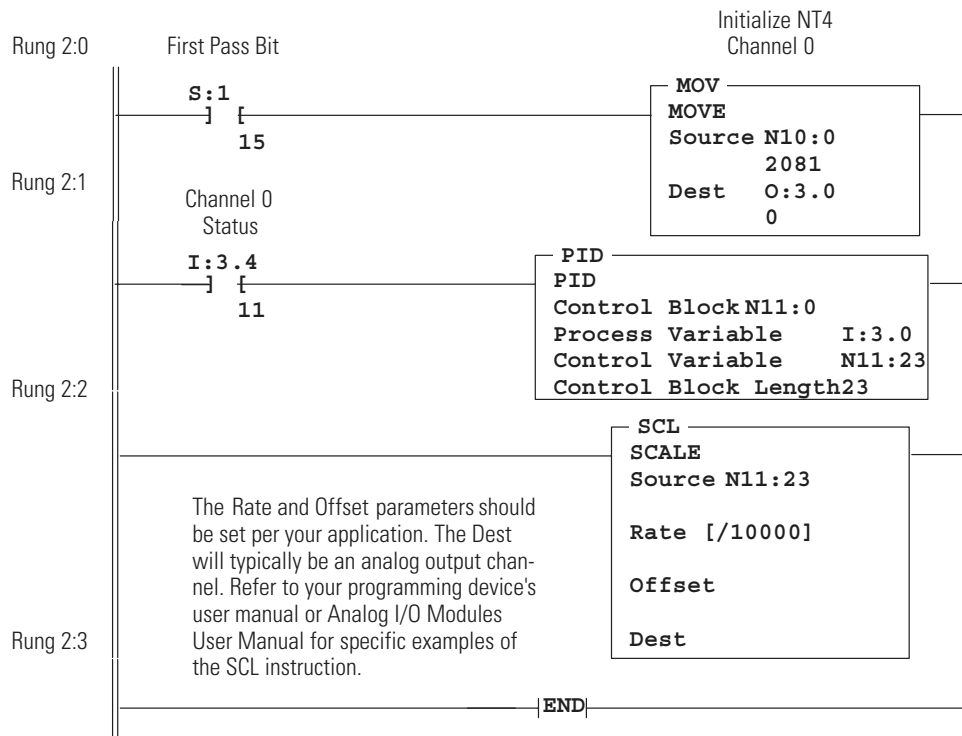 Initialize NT4
Channel 0
Rung 2:0
First Pass Bit
S:1
] [
15
MOV
MOVE
Source N10:0
2081
Dest O:3.0
0
Rung 2:1
Channel 0
Status
I:3.4
] [
11
PID
PID
Control Block N11:0
Process Variable I:3.0
Control Variable N11:23
Control Block Length23
Rung 2:2
SCL
SCALE
Source N11:23
Rate [/10000]
Offset
Dest
The Rate and Offset parameters should
be set per your application. The Dest
will typically be an analog output chan-
nel. Refer to your programming device's
user manual or Analog I/O Modules
User Manual for specific examples of
the SCL instruction.
Rung 2:3
END